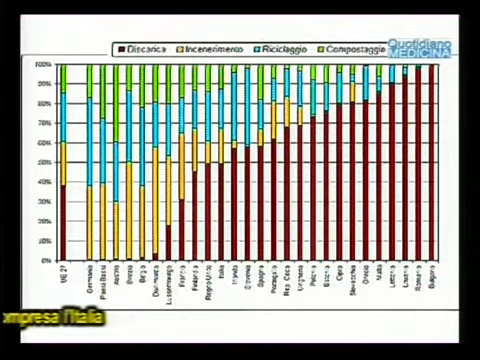 Discarica Incenerimento Riciclaggio Compostaggio
Quotidiano
MEDICINA
100%
90%
80%
70%
60%
50%
40%
30%
20%
10%
0%
UE 27
Germania
Paesi Bassi
Austria
Svezia
Belgio
Danimarca
Lussemburgo
Francia
Finlandia
Regno Unito
Italia
Irlanda
Slovenia
Spagna
Portogallo
Rep. Ceca
Ungheria
Polonia
Estonia
Cipro
Slovacchia
Grecia
Malta
Lettonia
Lituania
Romania
Bulgaria
ompresa l'Italia